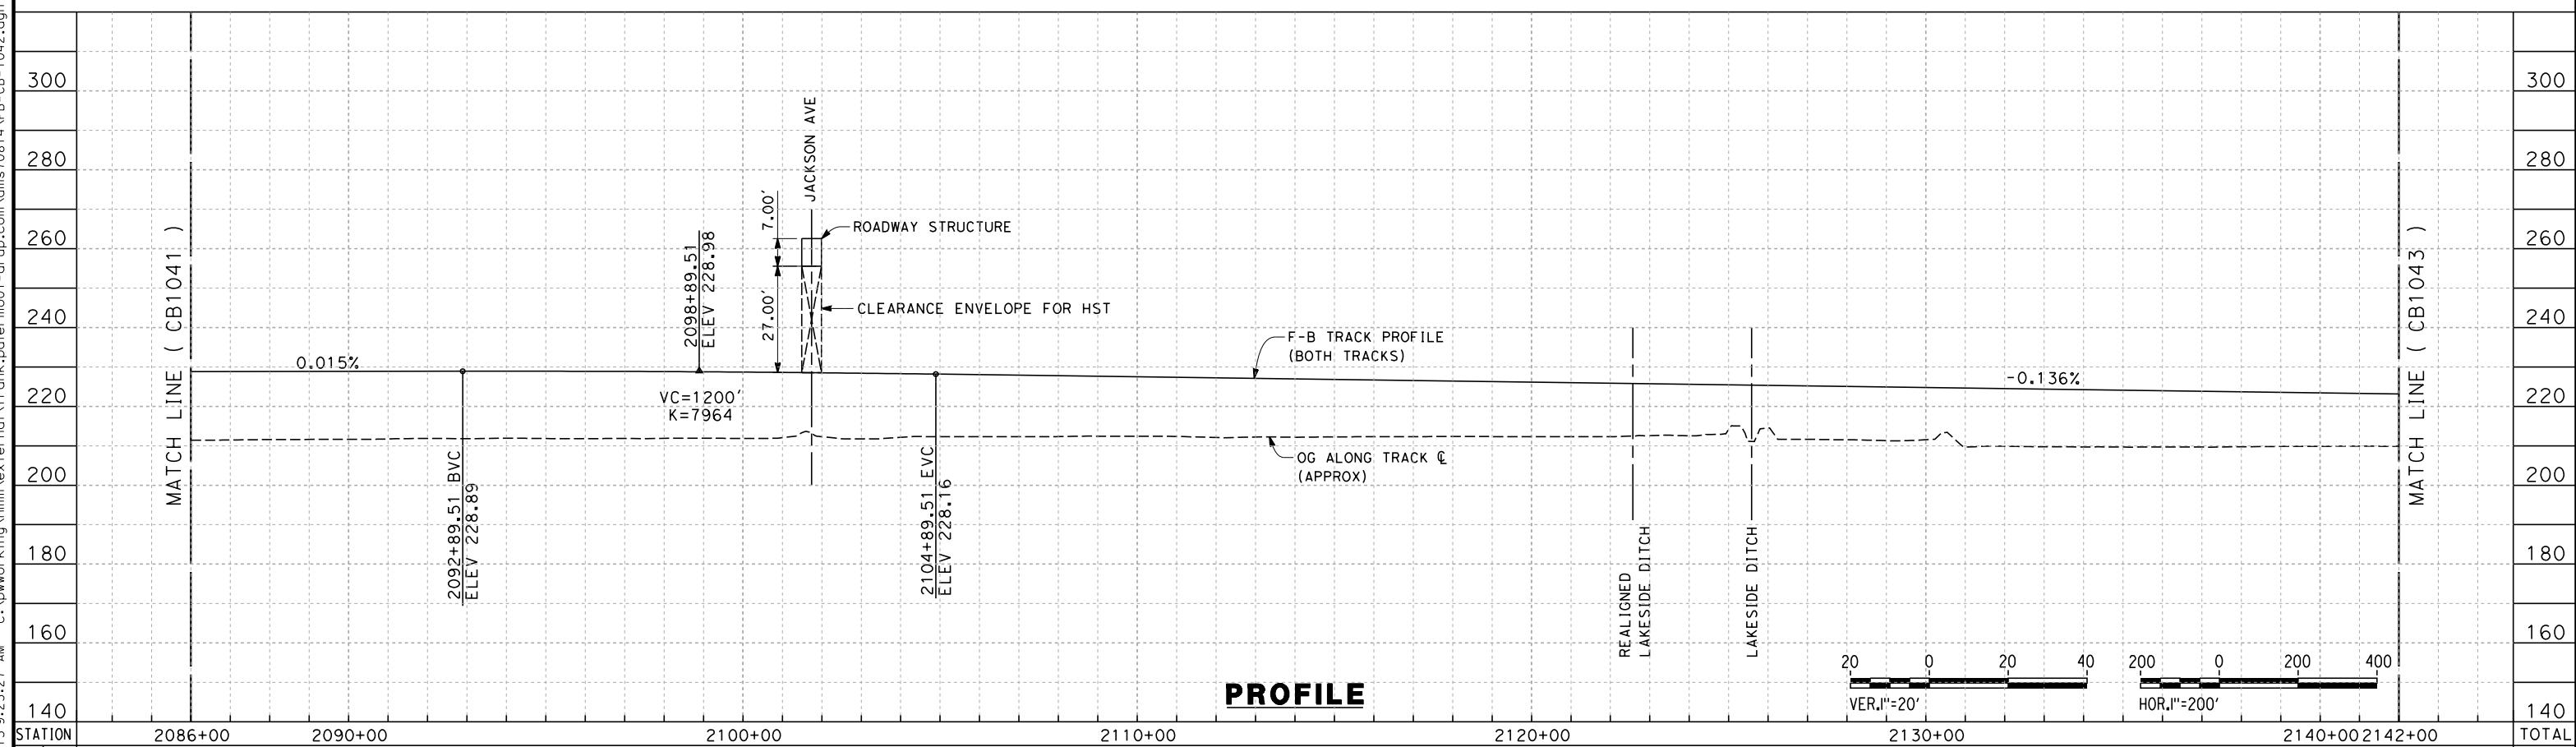 300
280
260
240
220
200
180
160
140
STATION
MATCH LINE ( CB1041 )
0.015%
2092+89.51 BVC
ELEV 228.89
2098+89.51
ELEV 228.98
VC=1200'
K=7964
7.00'
27.00'
JACKSON AVE
ROADWAY STRUCTURE
CLEARANCE ENVELOPE FOR HST
2104+89.51 EVC
ELEV 228.16
F-B TRACK PROFILE
(BOTH TRACKS)
OG ALONG TRACK ℄
(APPROX)
REALIGNED
LAKESIDE DITCH
LAKESIDE DITCH
-0.136%
MATCH LINE ( CB1043 )
300
280
260
240
220
200
180
160
140
TOTAL
PROFILE
20 0 20 40
VER.1"=20'
200 0 200 400
HOR.1"=200'
2086+00 2090+00 2100+00 2110+00 2120+00 2130+00 2140+00 2142+00